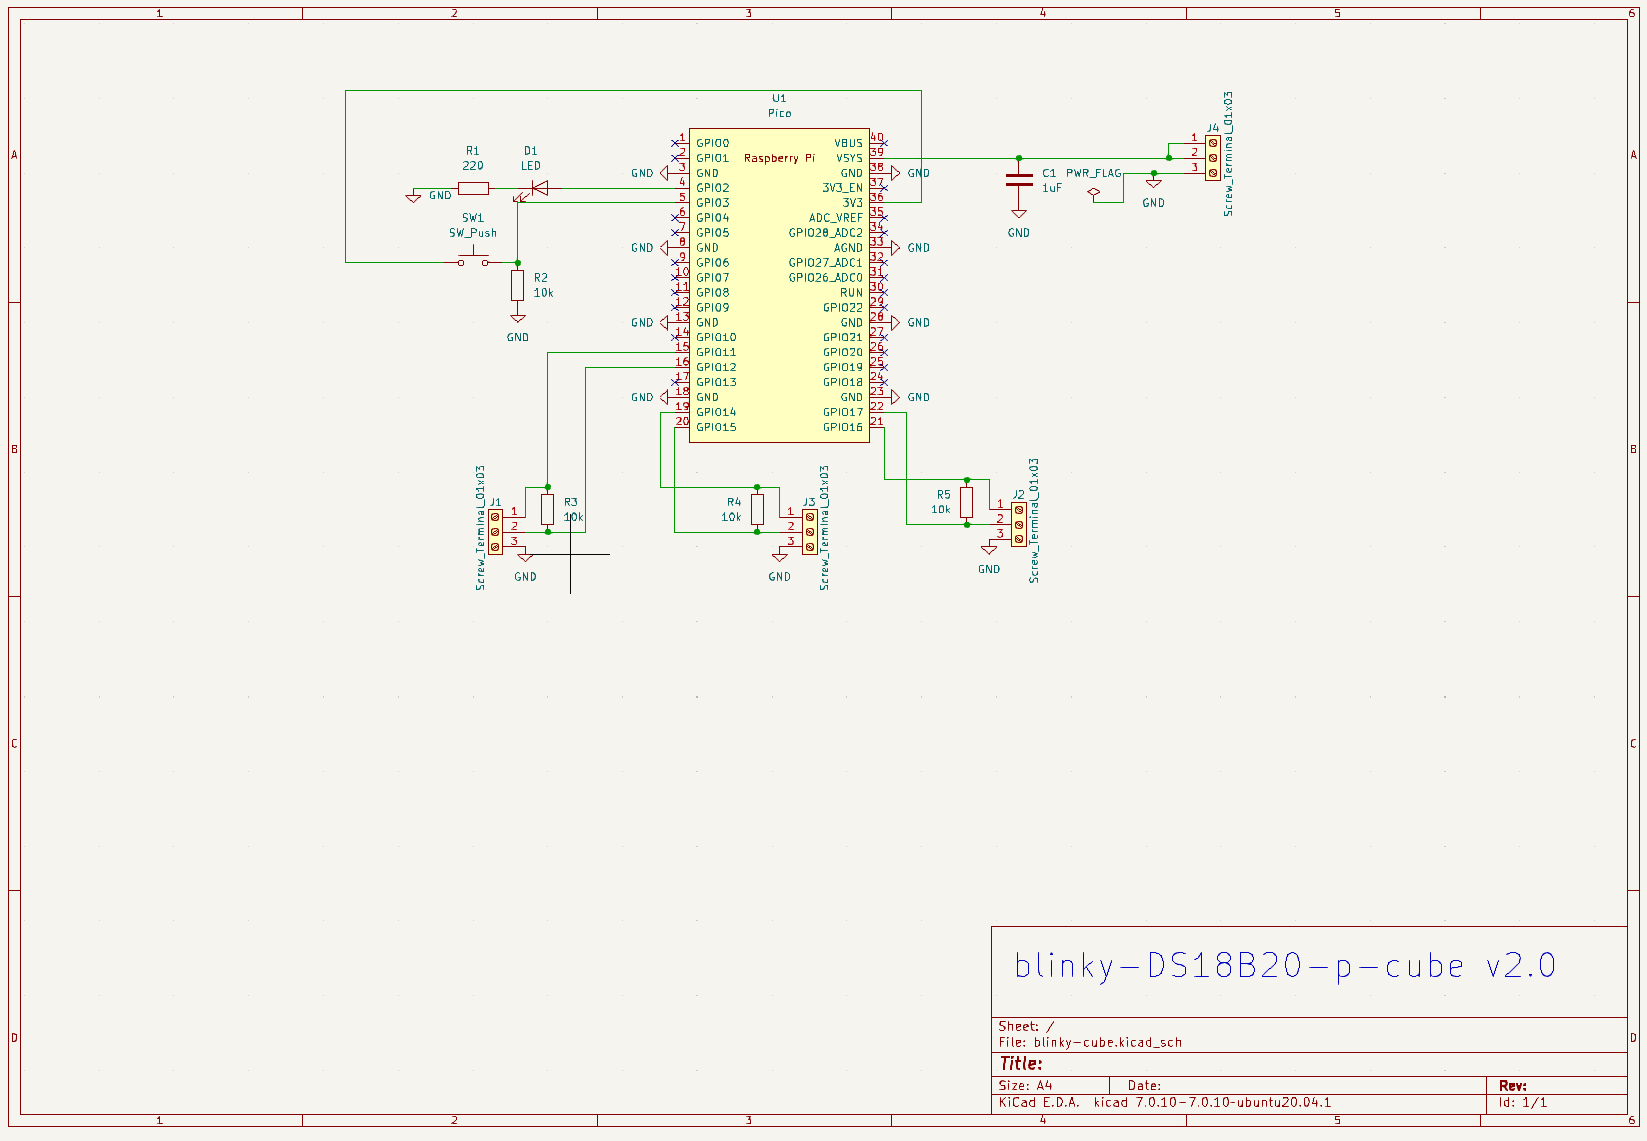 1 2 3 4 5 6
A
B
C
D
A
B
C
D
U1
Pico
Raspberry Pi
1 GPIO0
2 GPIO1
3 GND
4 GPIO2
5 GPIO3
6 GPIO4
7 GPIO5
8 GND
9 GPIO6
10 GPIO7
11 GPIO8
12 GPIO9
13 GND
14 GPIO10
15 GPIO11
16 GPIO12
17 GPIO13
18 GND
19 GPIO14
20 GPIO15
VBUS 40
VSYS 39
GND 38
3V3_EN 37
3V3 36
ADC_VREF 35
GPIO28_ADC2 34
AGND 33
GPIO27_ADC1 32
GPIO26_ADC0 31
RUN 30
GPIO22 29
GND 28
GPIO21 27
GPIO20 26
GPIO19 25
GPIO18 24
GND 23
GPIO17 22
GPIO16 21
GND
GND
GND
GND
GND
GND
GND
GND
R1
220
D1
LED
GND
SW1
SW_Push
R2
10k
GND
C1
1uF
GND
PWR_FLAG
GND
J4
1
2
3
Screw_Terminal_01x03
Screw_Terminal_01x03
J1
1
2
3
R3
10k
GND
R4
10k
J3
1
2
3
GND
Screw_Terminal_01x03
R5
10k
J2
1
2
3
GND
Screw_Terminal_01x03
blinky-DS18B20-p-cube v2.0
Sheet: /
File: blinky-cube.kicad_sch
Title:
Size: A4 Date: Rev:
KiCad E.D.A. kicad 7.0.10-7.0.10-ubuntu20.04.1 Id: 1/1
1 2 3 4 5 6